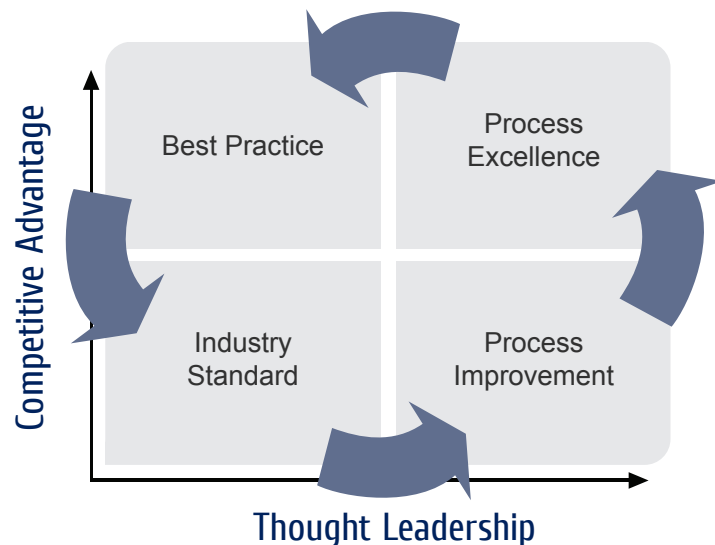 Competitive Advantage
Best Practice
Process
Excellence
Industry
Standard
Process
Improvement
Thought Leadership